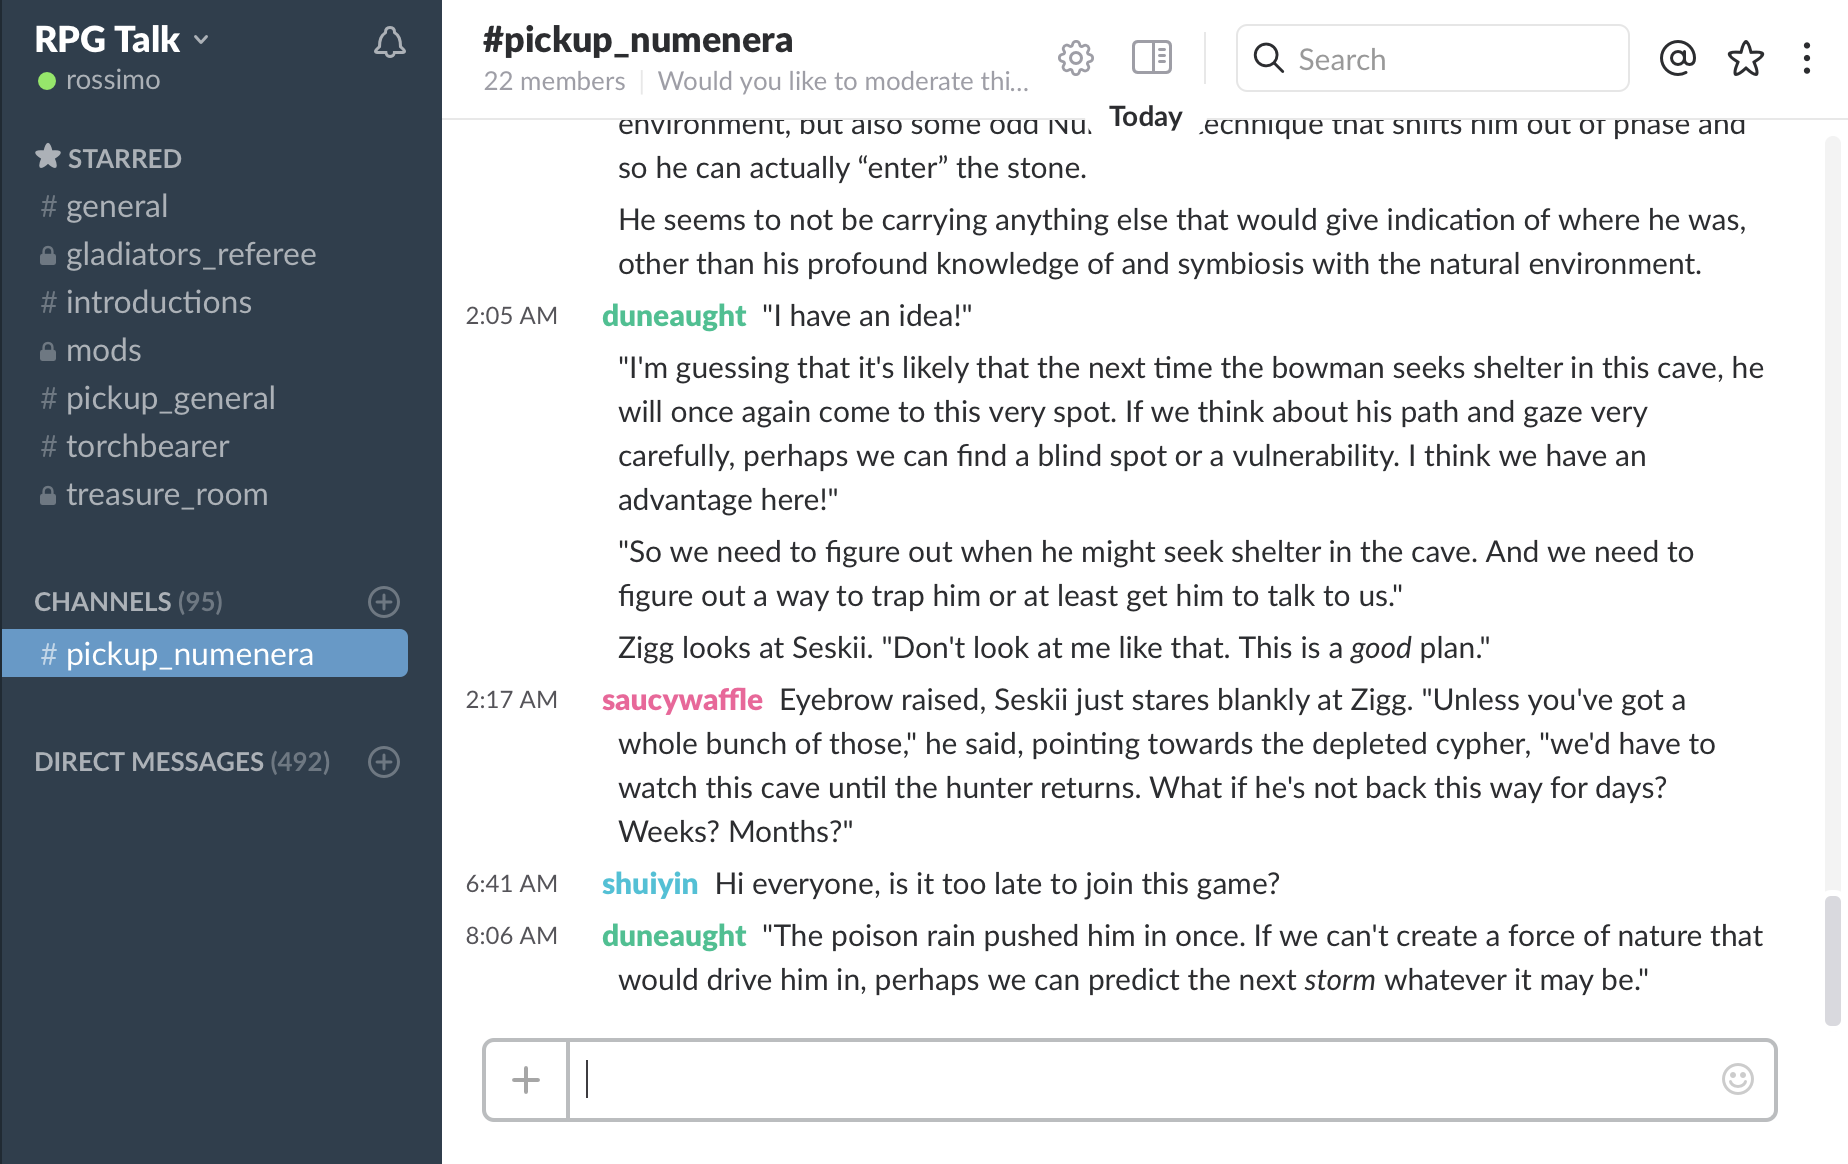 RPG Talk
rossimo
STARRED
# general
gladiators_referee
# introductions
mods
# pickup_general
# torchbearer
treasure_room
CHANNELS (95)
# pickup_numenera
DIRECT MESSAGES (492)
#pickup_numenera
22 members
Would you like to moderate thi...
Search
Today
environment, but also some odd technique that shifts him out of phase and
so he can actually “enter” the stone.
He seems to not be carrying anything else that would give indication of where he was,
other than his profound knowledge of and symbiosis with the natural environment.
2:05 AM duneaught "I have an idea!"
"I'm guessing that it's likely that the next time the bowman seeks shelter in this cave, he
will once again come to this very spot. If we think about his path and gaze very
carefully, perhaps we can find a blind spot or a vulnerability. I think we have an
advantage here!"
"So we need to figure out when he might seek shelter in the cave. And we need to
figure out a way to trap him or at least get him to talk to us."
Zigg looks at Seskii. "Don't look at me like that. This is a good plan."
2:17 AM saucywaffle Eyebrow raised, Seskii just stares blankly at Zigg. "Unless you've got a
whole bunch of those," he said, pointing towards the depleted cypher, "we'd have to
watch this cave until the hunter returns. What if he's not back this way for days?
Weeks? Months?"
6:41 AM shuiyin Hi everyone, is it too late to join this game?
8:06 AM duneaught "The poison rain pushed him in once. If we can't create a force of nature that
would drive him in, perhaps we can predict the next storm whatever it may be."